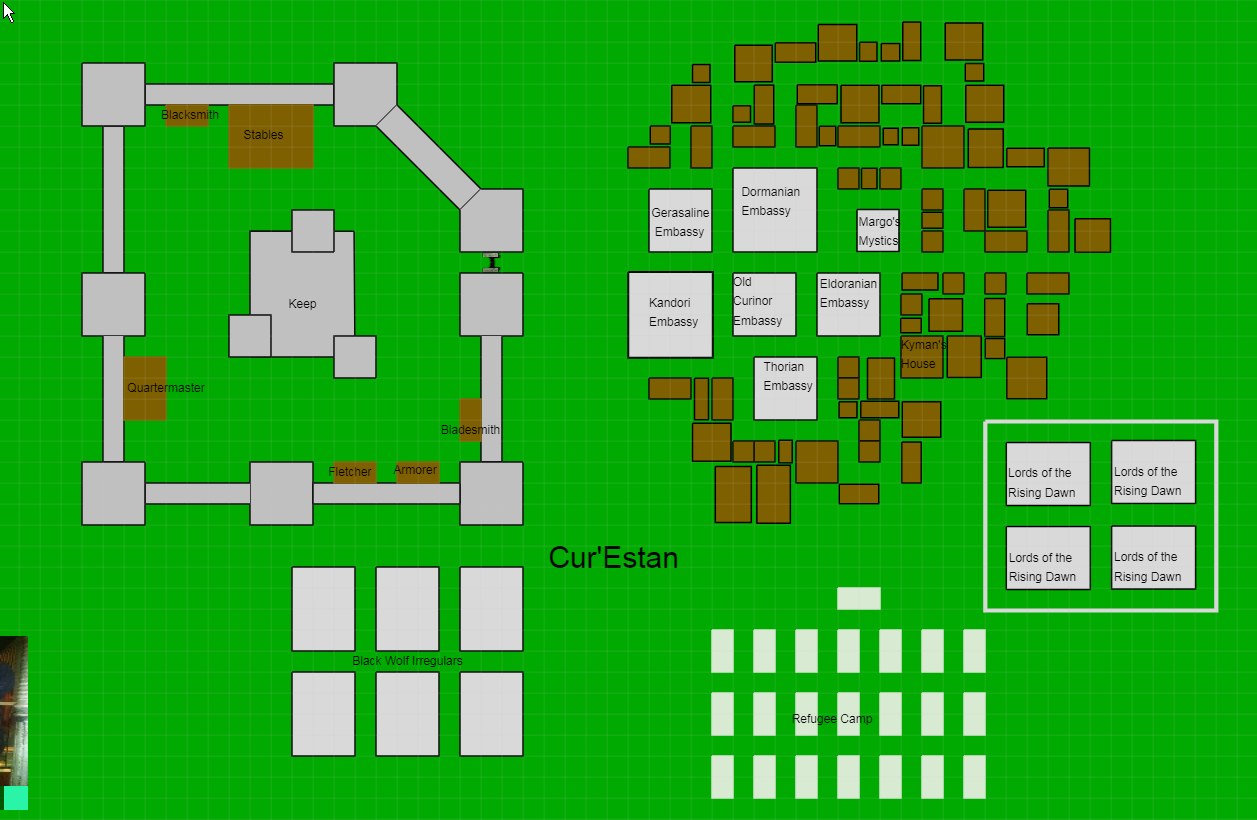 Blacksmith
Stables
Keep
Quartermaster
Bladesmith
Fletcher
Armorer
Gerasaline
Embassy
Dormanian
Embassy
Margo's
Mystics
Kandori
Embassy
Old
Curinor
Embassy
Eldoranian
Embassy
Kyman's
House
Thorian
Embassy
Lords of the
Rising Dawn
Lords of the
Rising Dawn
Lords of the
Rising Dawn
Lords of the
Rising Dawn
Cur'Estan
Black Wolf Irregulars
Refugee Camp